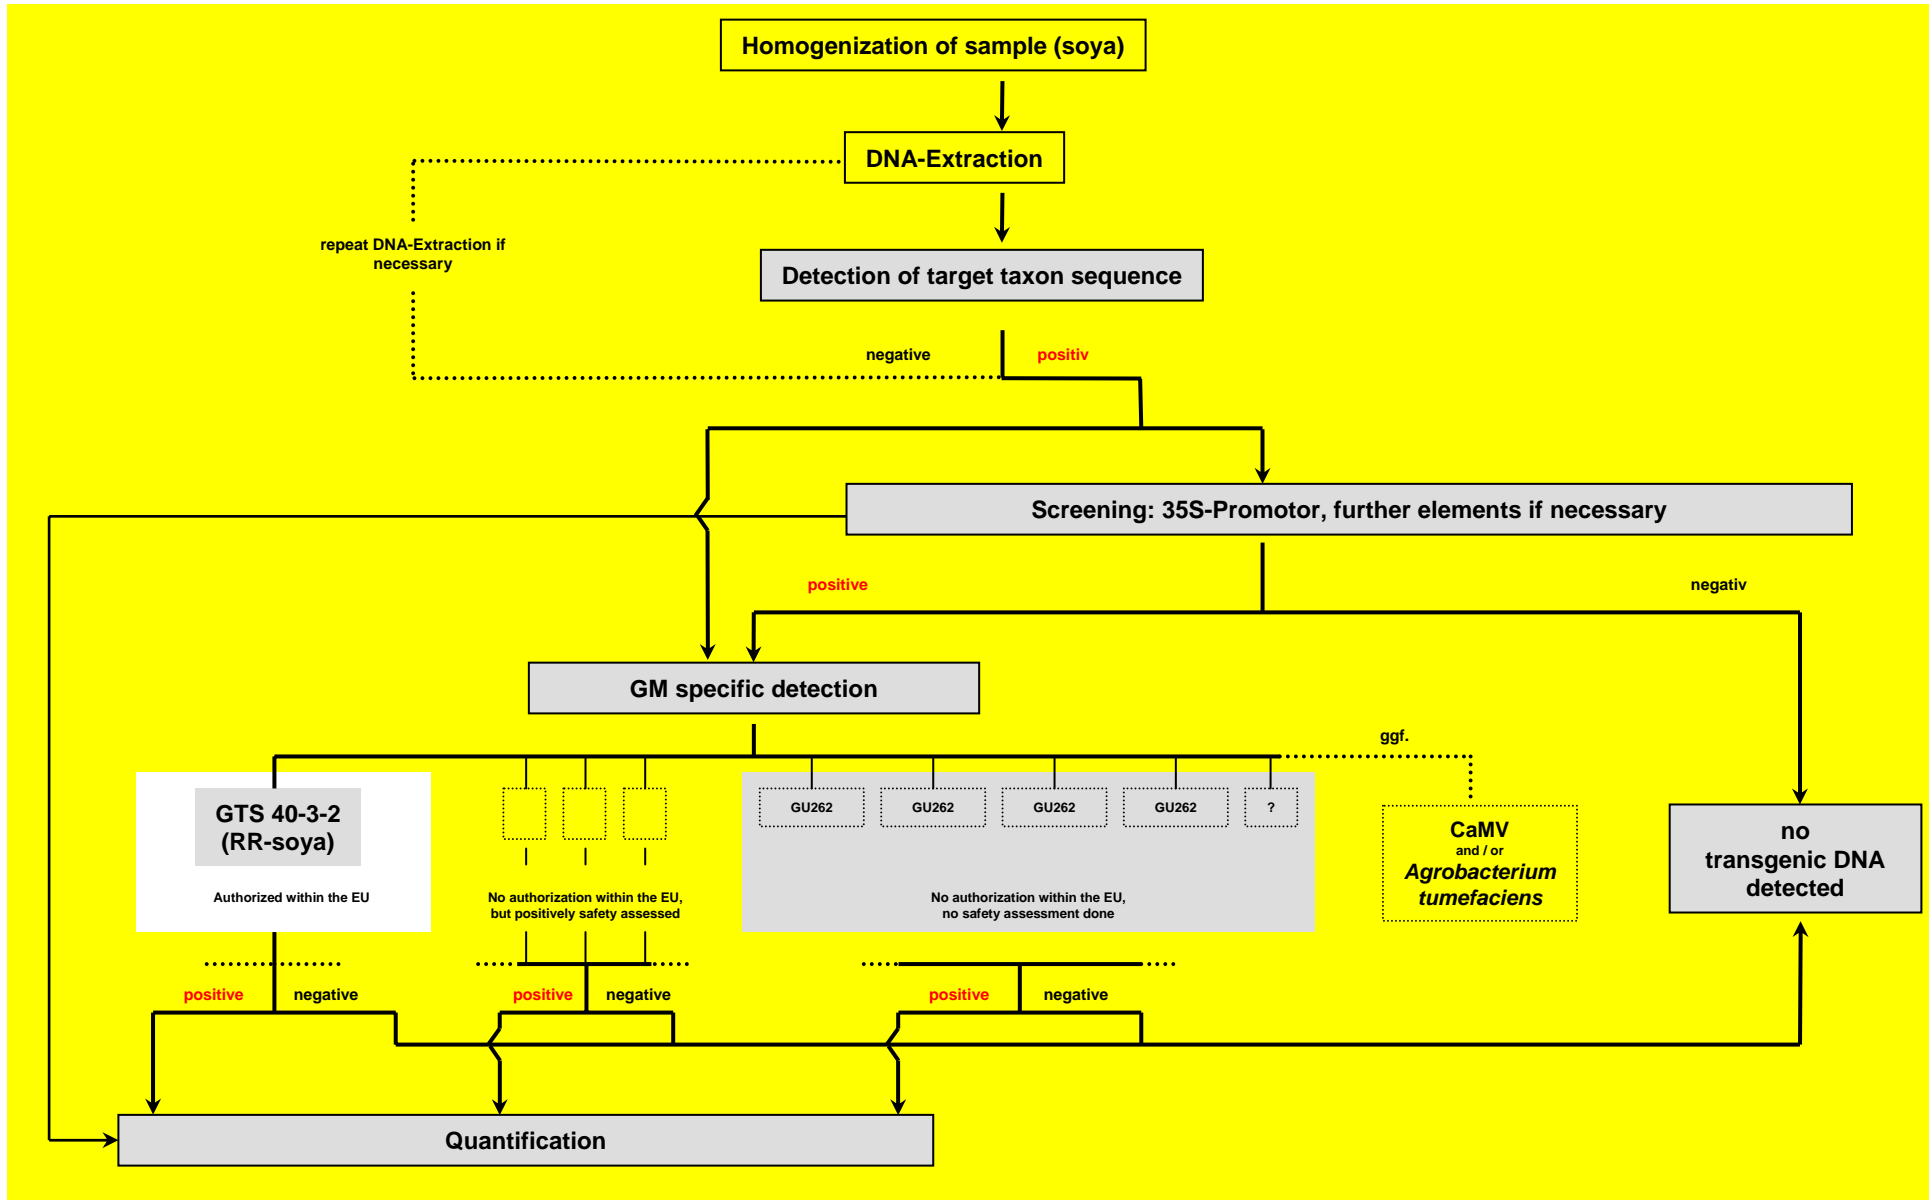 Homogenization of sample (soya)
DNA-Extraction
repeat DNA-Extraction if
necessary
Detection of target taxon sequence
negative
positiv
Screening: 35S-Promotor, further elements if necessary
positive
negativ
GM specific detection
ggf.
GTS 40-3-2
(RR-soya)
Authorized within the EU
No authorization within the EU,
but positively safety assessed
GU262
GU262
GU262
GU262
?
No authorization within the EU,
no safety assessment done
CaMV
and / or
Agrobacterium
tumefaciens
no
transgenic DNA
detected
positive
negative
positive
negative
positive
negative
Quantification